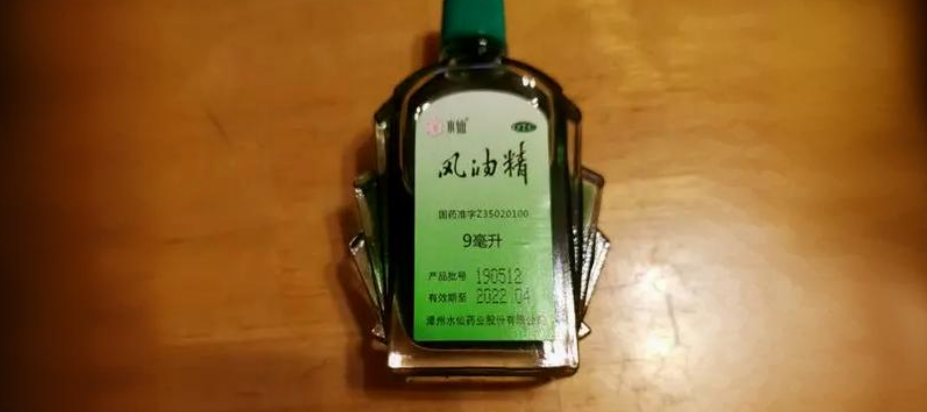 水仙® OTC
风油精
国药准字Z35020100
9毫升
产品批号 190512
有效期至 2022.04
漳州水仙药业股份有限公司